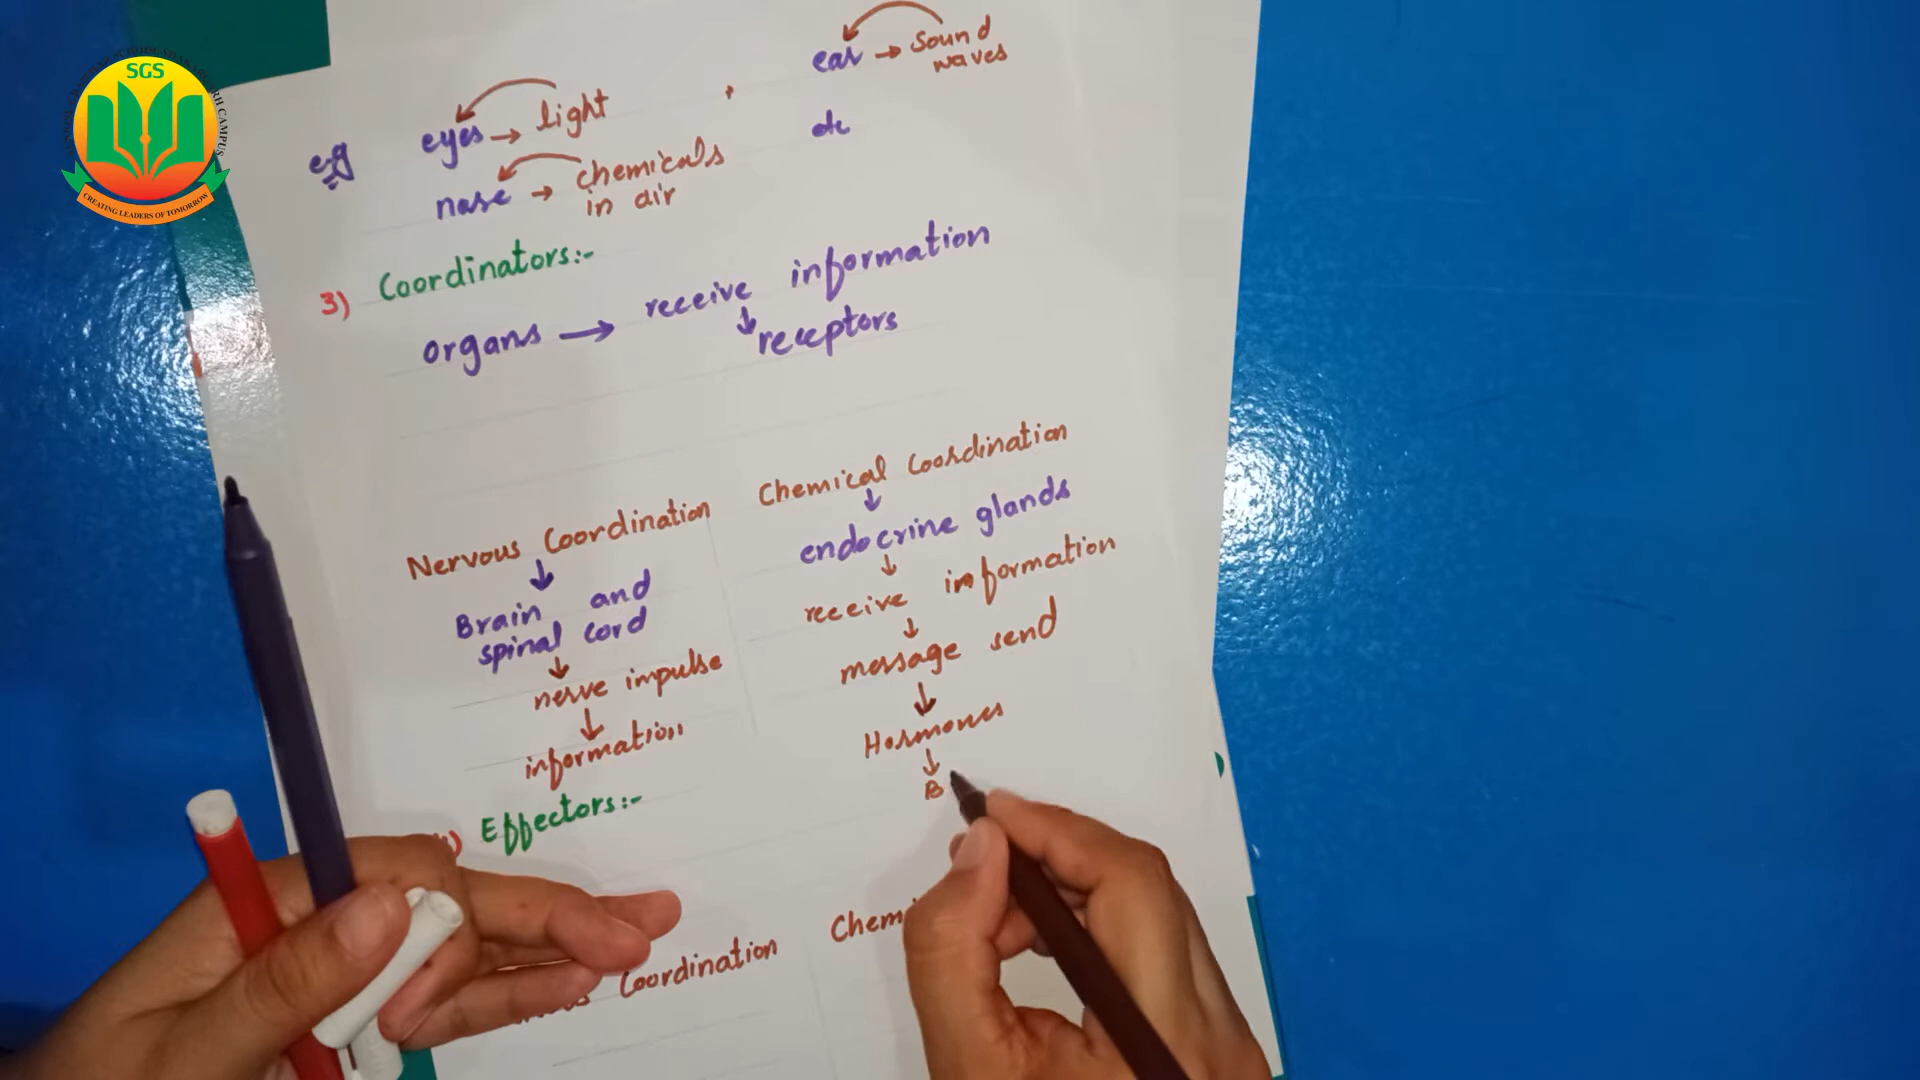 SGS
CREATING LEADERS OF TOMORROW
ear → sound
waves
e.g eyes → light
etc
nose → chemicals
in air
3) Coordinators:-
organs → receive information
↓
receptors
Nervous Coordination
↓
Brain and
spinal cord
↓
nerve impulse
↓
information
Chemical Coordination
↓
endocrine glands
↓
receive information
↓
message send
↓
Hormones
↓
B
Effectors:-
Coordination
Chemi